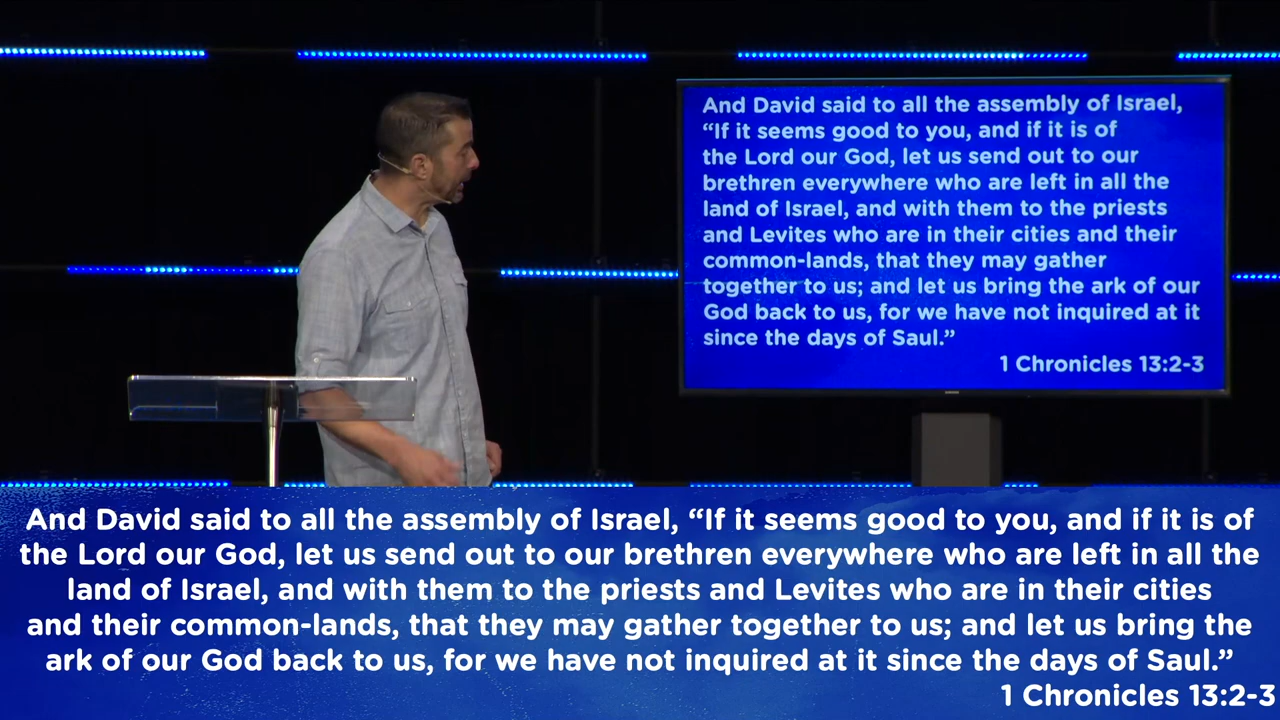 And David said to all the assembly of Israel,
“If it seems good to you, and if it is of
the Lord our God, let us send out to our
brethren everywhere who are left in all the
land of Israel, and with them to the priests
and Levites who are in their cities and their
common-lands, that they may gather
together to us; and let us bring the ark of our
God back to us, for we have not inquired at it
since the days of Saul.”
1 Chronicles 13:2-3
And David said to all the assembly of Israel, “If it seems good to you, and if it is of
the Lord our God, let us send out to our brethren everywhere who are left in all the
land of Israel, and with them to the priests and Levites who are in their cities
and their common-lands, that they may gather together to us; and let us bring the
ark of our God back to us, for we have not inquired at it since the days of Saul.”
1 Chronicles 13:2-3